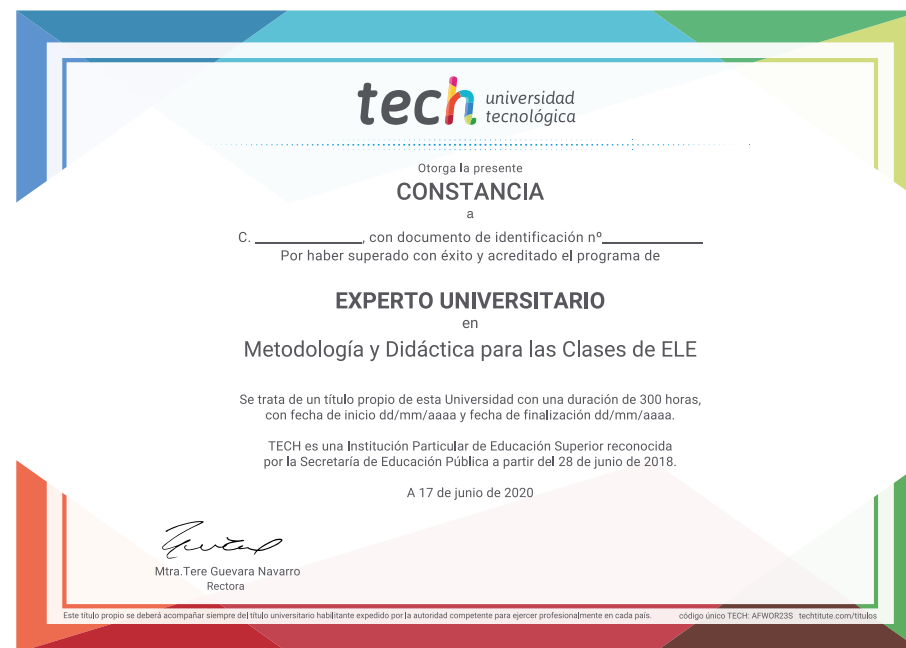 tech universidad
tecnológica
Otorga la presente
CONSTANCIA
a
C. ____________, con documento de identificación nº____________
Por haber superado con éxito y acreditado el programa de
EXPERTO UNIVERSITARIO
en
Metodología y Didáctica para las Clases de ELE
Se trata de un título propio de esta Universidad con una duración de 300 horas,
con fecha de inicio dd/mm/aaaa y fecha de finalización dd/mm/aaaa.
TECH es una Institución Particular de Educación Superior reconocida
por la Secretaría de Educación Pública a partir del 28 de junio de 2018.
A 17 de junio de 2020
Mtra.Tere Guevara Navarro
Rectora
Este título propio se deberá acompañar siempre del título universitario habilitante expedido por la autoridad competente para ejercer profesionalmente en cada país. código único TECH: AFWOR23S techtitute.com/titulos